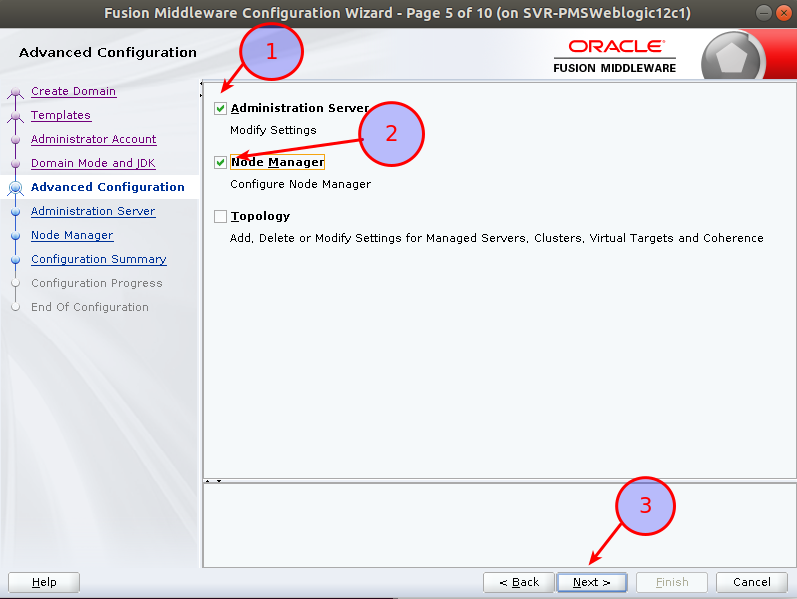 Fusion Middleware Configuration Wizard - Page 5 of 10 (on SVR-PMSWeblogic12c1)
Advanced Configuration
ORACLE®
FUSION MIDDLEWARE
1
2
3
Create Domain
Templates
Administrator Account
Domain Mode and JDK
Advanced Configuration
Administration Server
Node Manager
Configuration Summary
Configuration Progress
End Of Configuration
Administration Server
Modify Settings
Node Manager
Configure Node Manager
Topology
Add, Delete or Modify Settings for Managed Servers, Clusters, Virtual Targets and Coherence
Help
< Back
Next >
Finish
Cancel